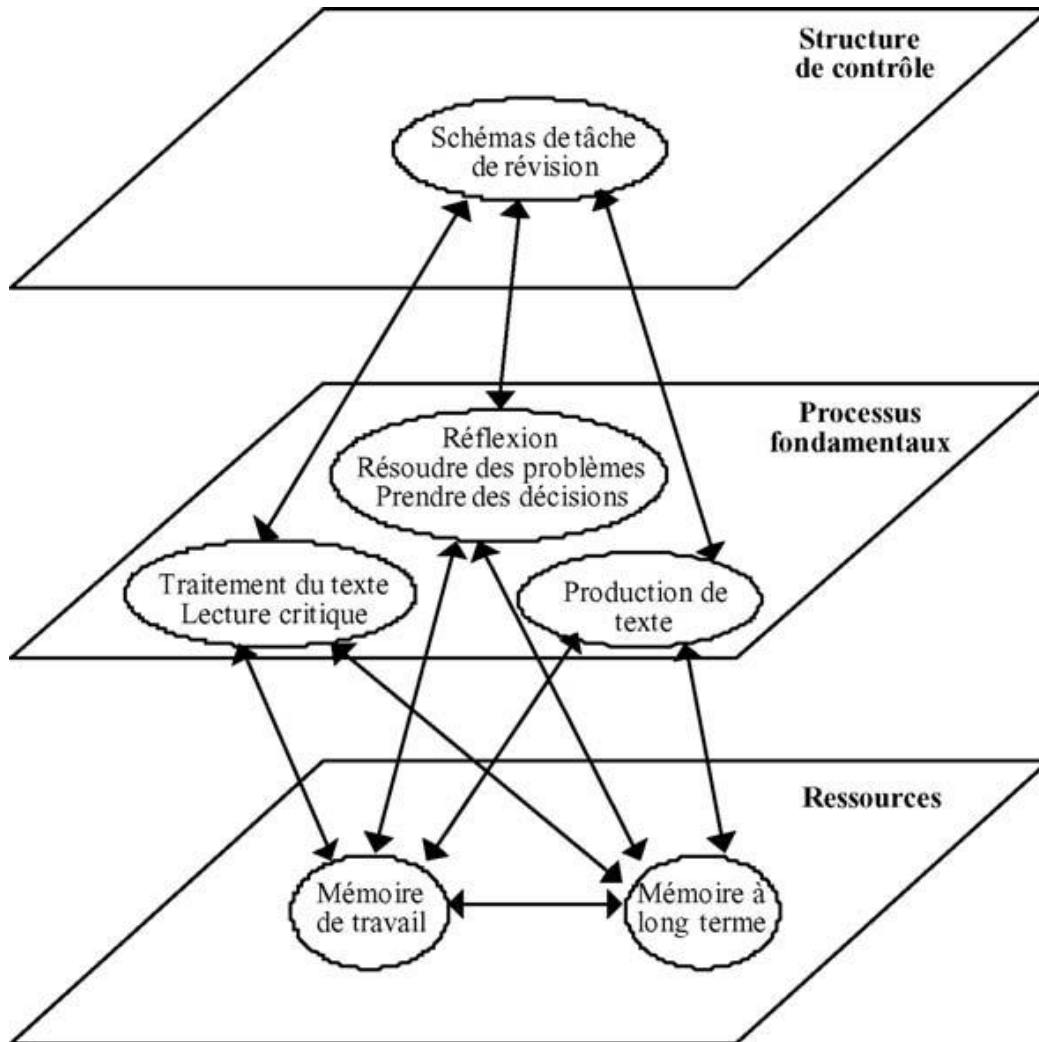 Structure
de contrôle
Schémas de tâche
de révision
Processus
fondamentaux
Réflexion
Résoudre des problèmes
Prendre des décisions
Traitement du texte
Lecture critique
Production de
texte
Ressources
Mémoire
de travail
Mémoire à
long terme